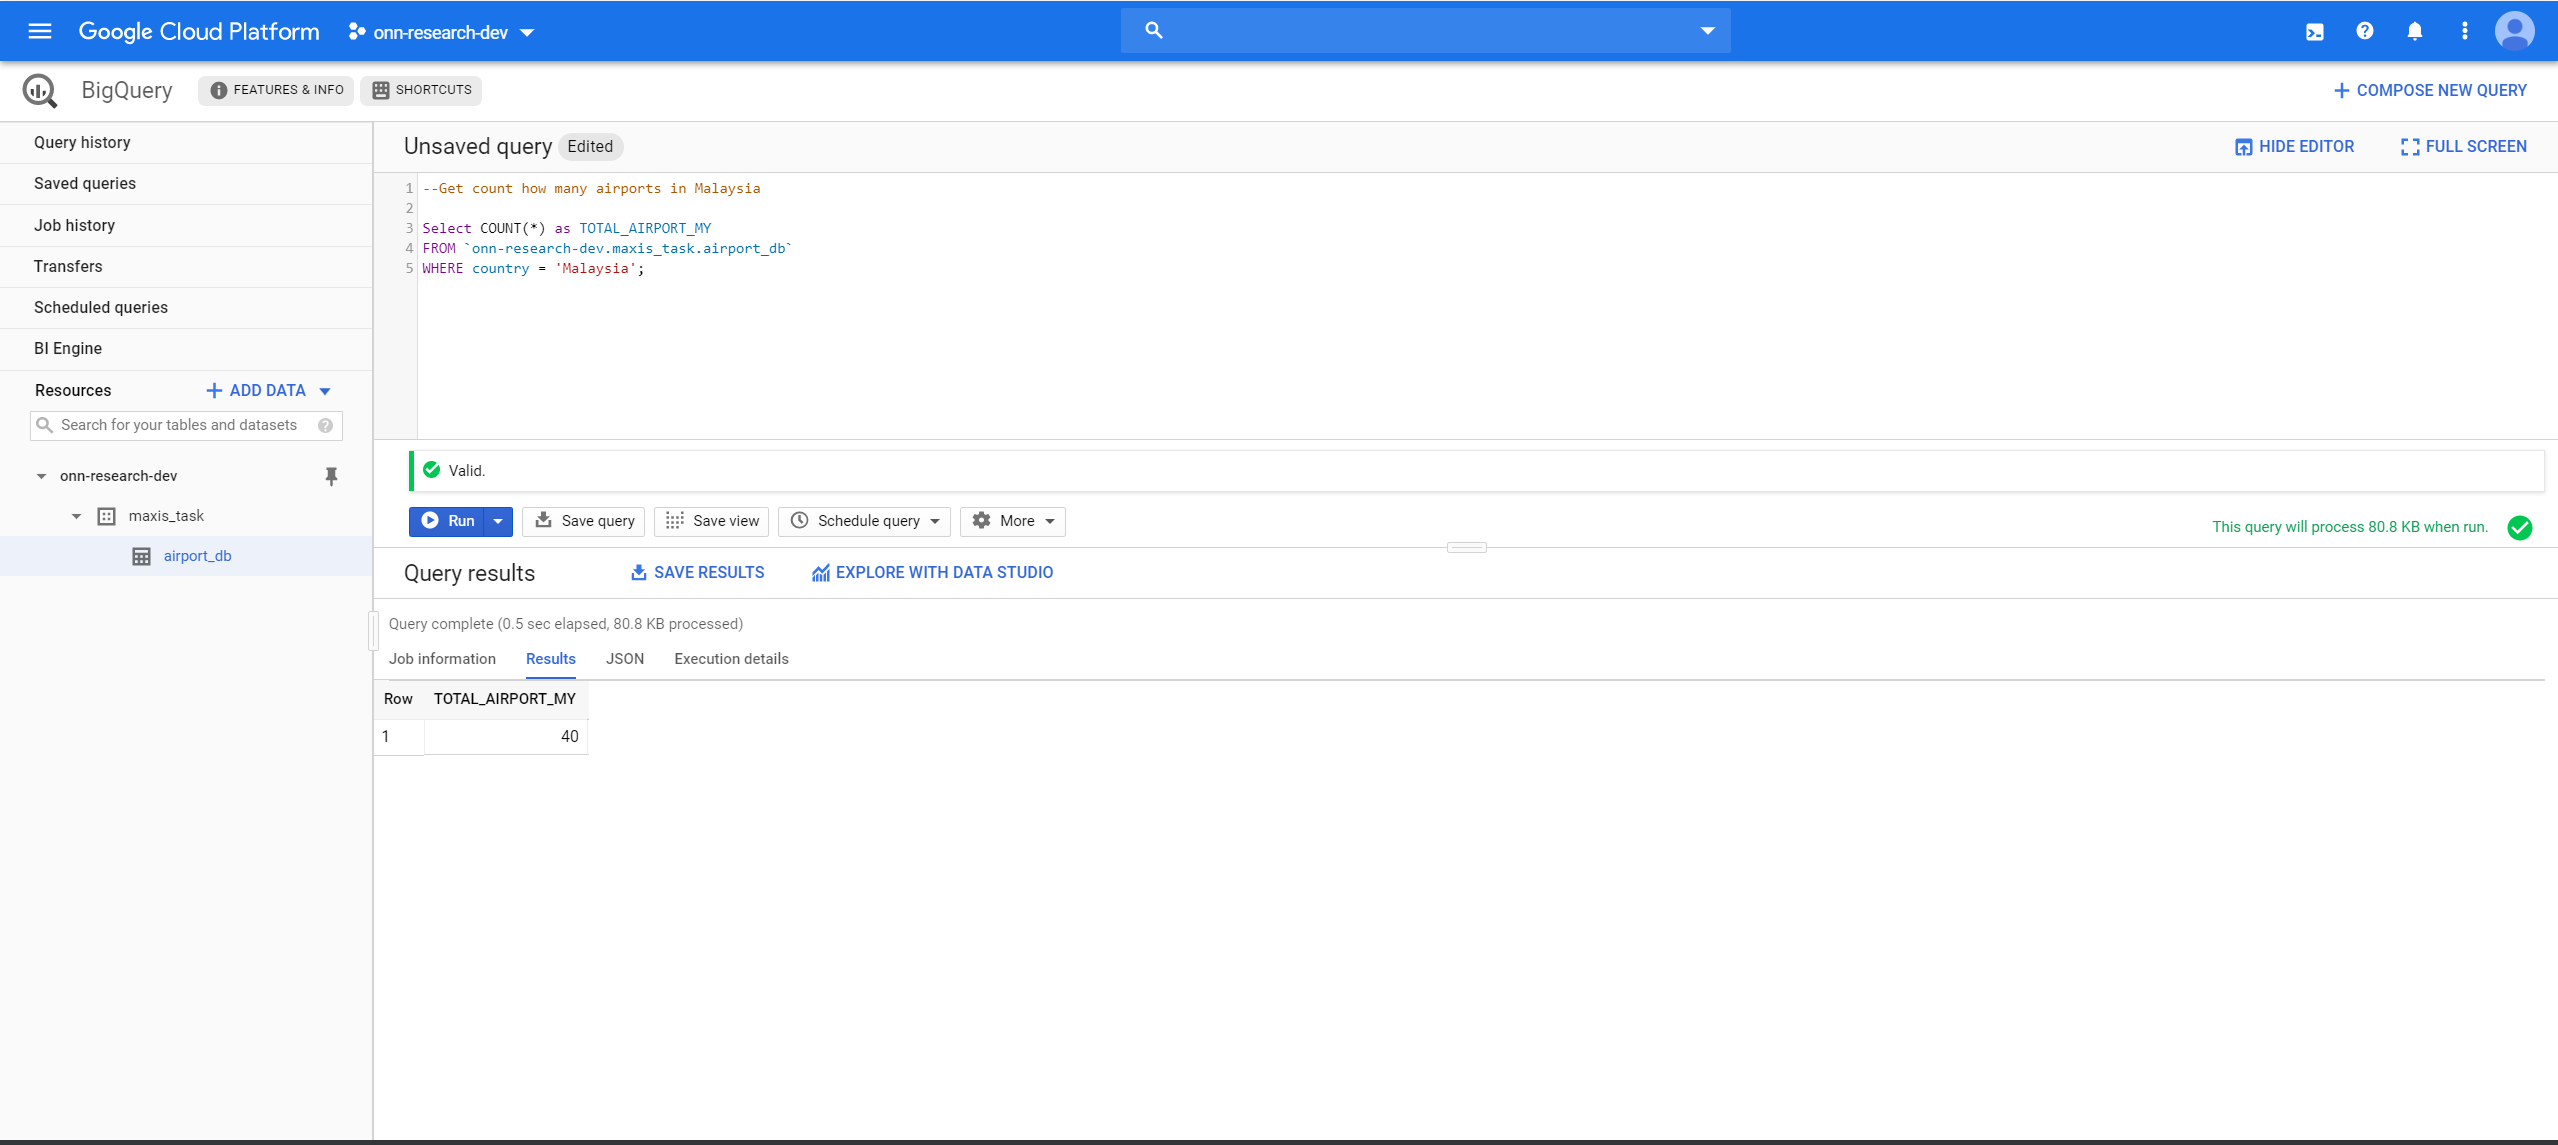 Google Cloud Platform onn-research-dev
BigQuery FEATURES & INFO SHORTCUTS COMPOSE NEW QUERY
Query history
Saved queries
Job history
Transfers
Scheduled queries
BI Engine
Resources ADD DATA
Search for your tables and datasets
onn-research-dev
maxis_task
airport_db
Unsaved query Edited HIDE EDITOR FULL SCREEN
1 --Get count how many airports in Malaysia
2
3 Select COUNT(*) as TOTAL_AIRPORT_MY
4 FROM `onn-research-dev.maxis_task.airport_db`
5 WHERE country = 'Malaysia';
Valid.
Run Save query Save view Schedule query More This query will process 80.8 KB when run.
Query results SAVE RESULTS EXPLORE WITH DATA STUDIO
Query complete (0.5 sec elapsed, 80.8 KB processed)
Job information Results JSON Execution details
Row TOTAL_AIRPORT_MY
1 40